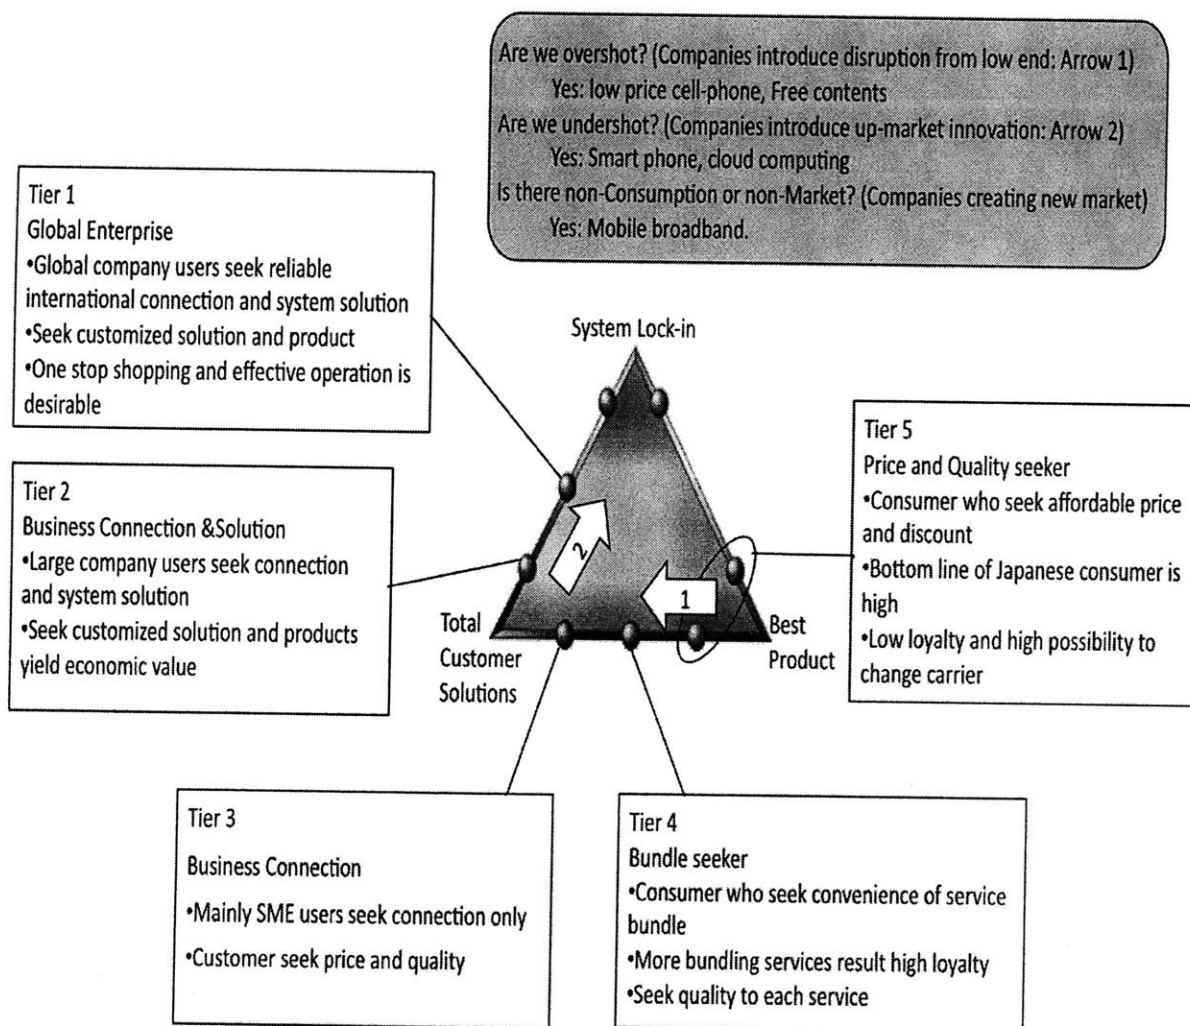 Are we overshot? (Companies introduce disruption from low end: Arrow 1)
Yes: low price cell-phone, Free contents
Are we undershot? (Companies introduce up-market innovation: Arrow 2)
Yes: Smart phone, cloud computing
Is there non-Consumption or non-Market? (Companies creating new market)
Yes: Mobile broadband.
Tier 1
Global Enterprise
•Global company users seek reliable
international connection and system solution
•Seek customized solution and product
•One stop shopping and effective operation is
desirable
System Lock-in
Tier 2
Business Connection &Solution
•Large company users seek connection
and system solution
•Seek customized solution and products
yield economic value
2
1
Total
Customer
Solutions
Best
Product
Tier 5
Price and Quality seeker
•Consumer who seek affordable price
and discount
•Bottom line of Japanese consumer is
high
•Low loyalty and high possibility to
change carrier
Tier 3
Business Connection
•Mainly SME users seek connection only
•Customer seek price and quality
Tier 4
Bundle seeker
•Consumer who seek convenience of service
bundle
•More bundling services result high loyalty
•Seek quality to each service